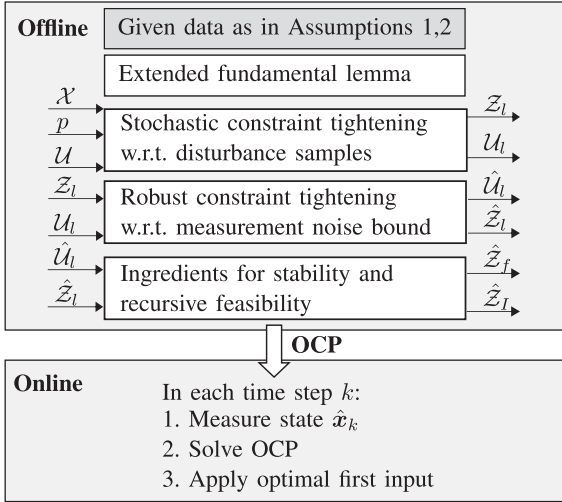 Offline
Given data as in Assumptions 1,2
Extended fundamental lemma
𝒳
p
𝒰
Stochastic constraint tightening
w.r.t. disturbance samples
𝒵_l
𝒰_l
𝒵_l
𝒰_l
Robust constraint tightening
w.r.t. measurement noise bound
𝒰̂_l
𝒵̂_l
𝒰̂_l
𝒵̂_l
Ingredients for stability and
recursive feasibility
𝒵̂_f
𝒵̂_I
OCP
Online
In each time step k:
1. Measure state x̂_k
2. Solve OCP
3. Apply optimal first input